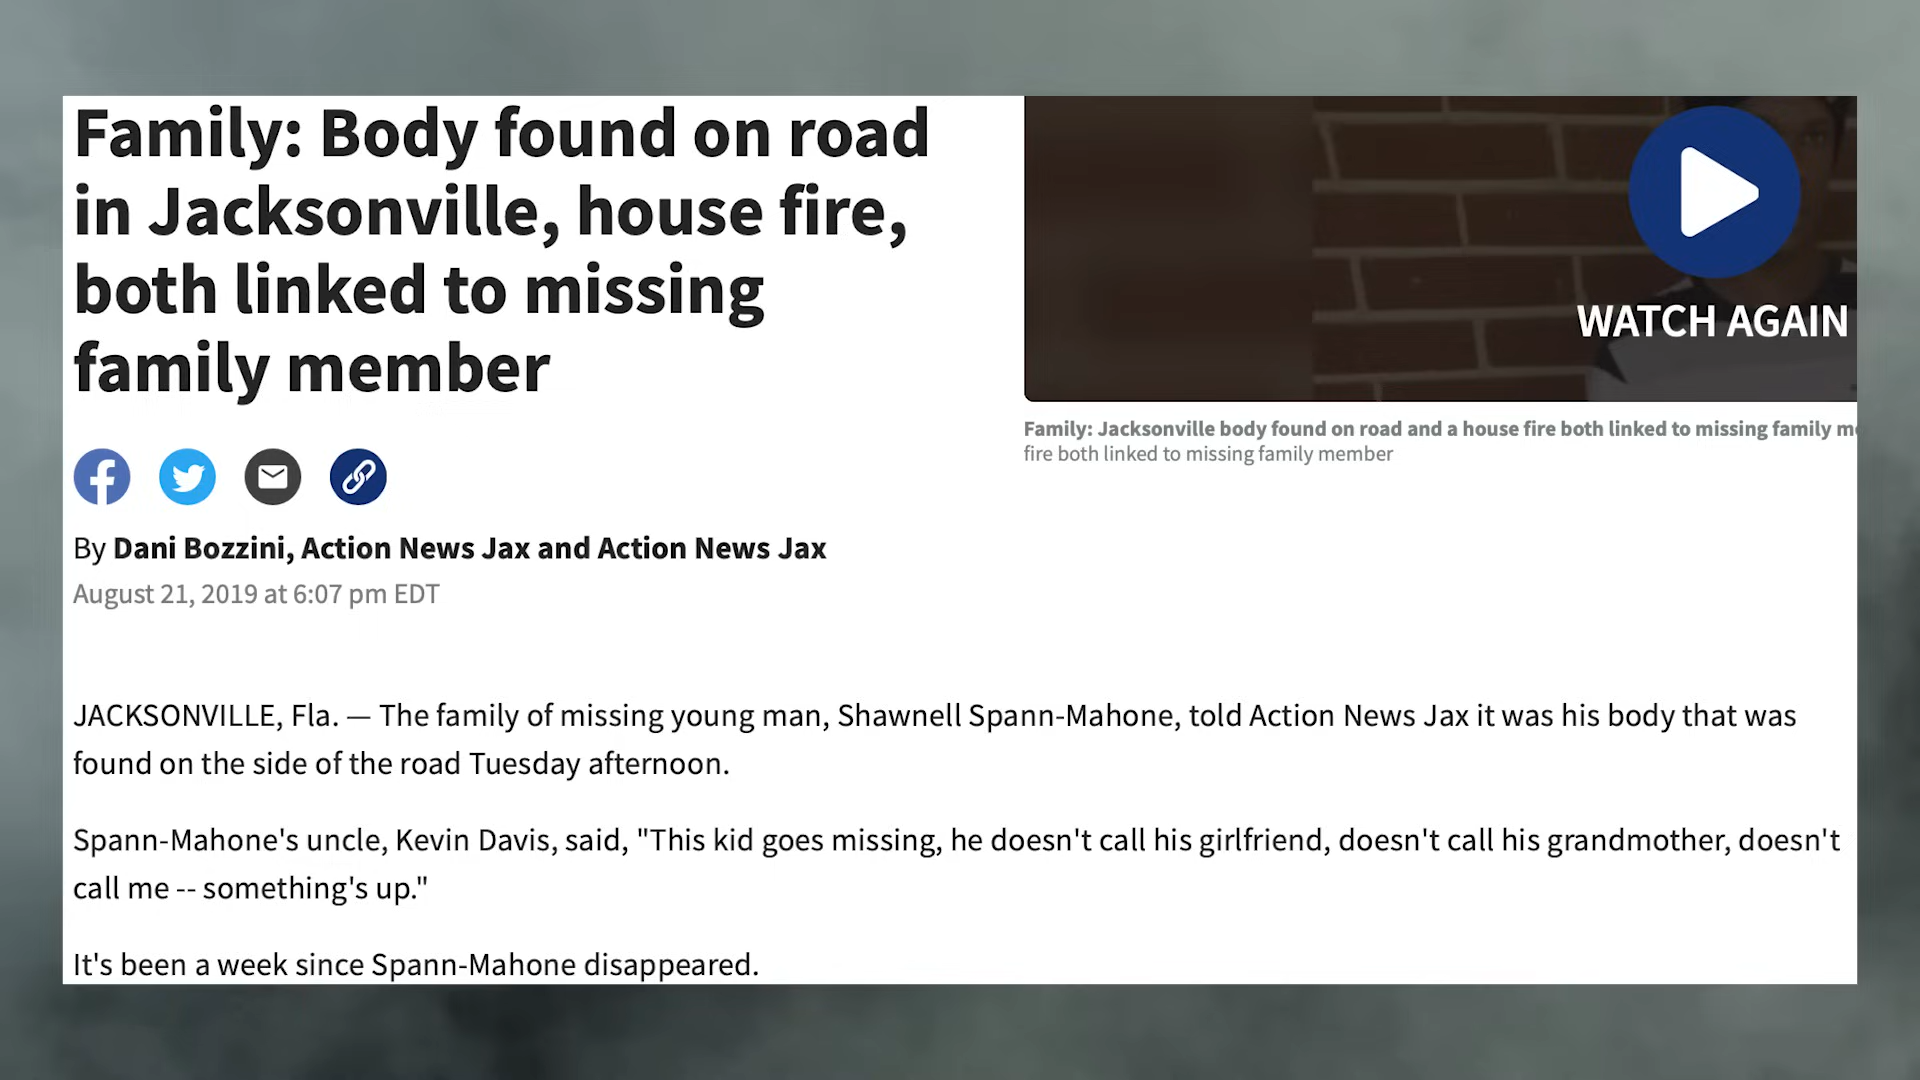 Family: Body found on road
in Jacksonville, house fire,
both linked to missing
family member
WATCH AGAIN
Family: Jacksonville body found on road and a house fire both linked to missing family m
fire both linked to missing family member
By Dani Bozzini, Action News Jax and Action News Jax
August 21, 2019 at 6:07 pm EDT
JACKSONVILLE, Fla. — The family of missing young man, Shawnell Spann-Mahone, told Action News Jax it was his body that was
found on the side of the road Tuesday afternoon.
Spann-Mahone's uncle, Kevin Davis, said, "This kid goes missing, he doesn't call his girlfriend, doesn't call his grandmother, doesn't
call me -- something's up."
It's been a week since Spann-Mahone disappeared.